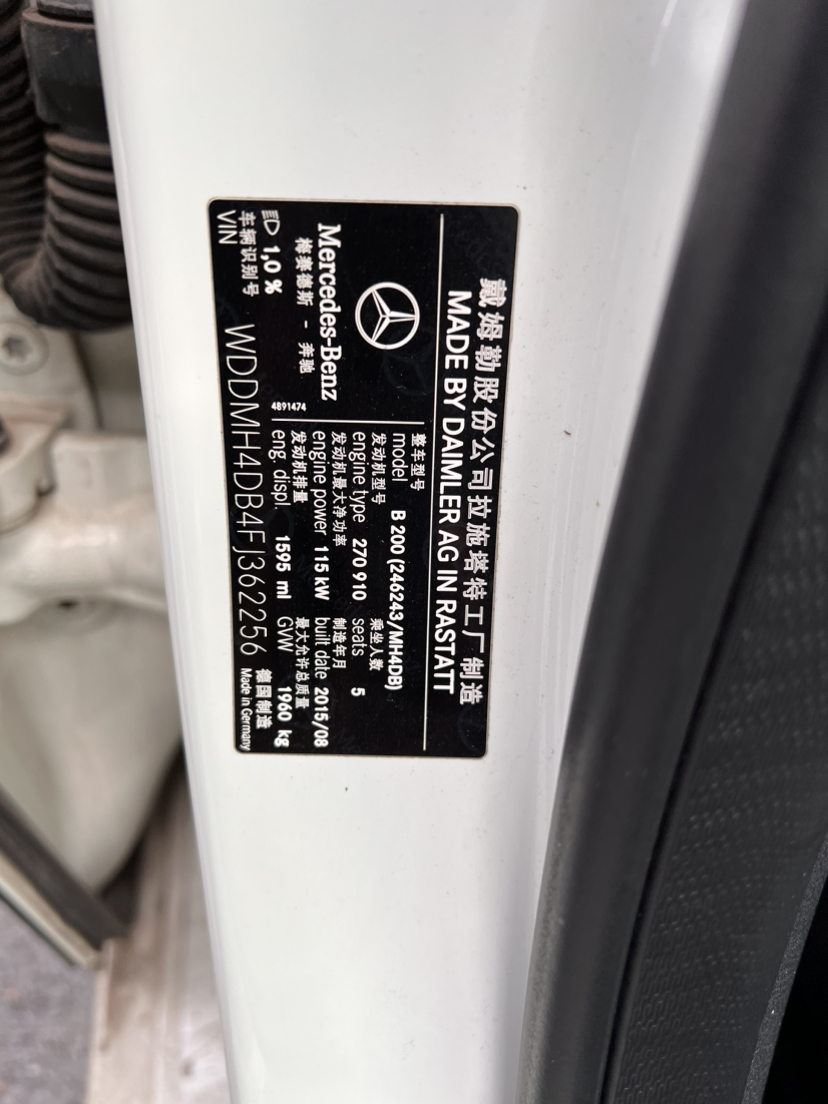 戴姆勒股份公司拉施塔特工厂制造
MADE BY DAIMLER AG IN RASTATT
Mercedes-Benz
梅赛德斯 - 奔驰
4891474
1,0 %
整车型号
model B 200 (246243/MH4DB)
发动机型号 乘坐人数
engine type 270 910 seats 5
发动机最大净功率 制造年月
engine power 115 kW built date 2015/08
发动机排量 最大允许总质量
eng. displ. 1595 ml GVW 1960 kg
车辆识别号
VIN WDDMH4DB4FJ362256
德国制造
Made in Germany